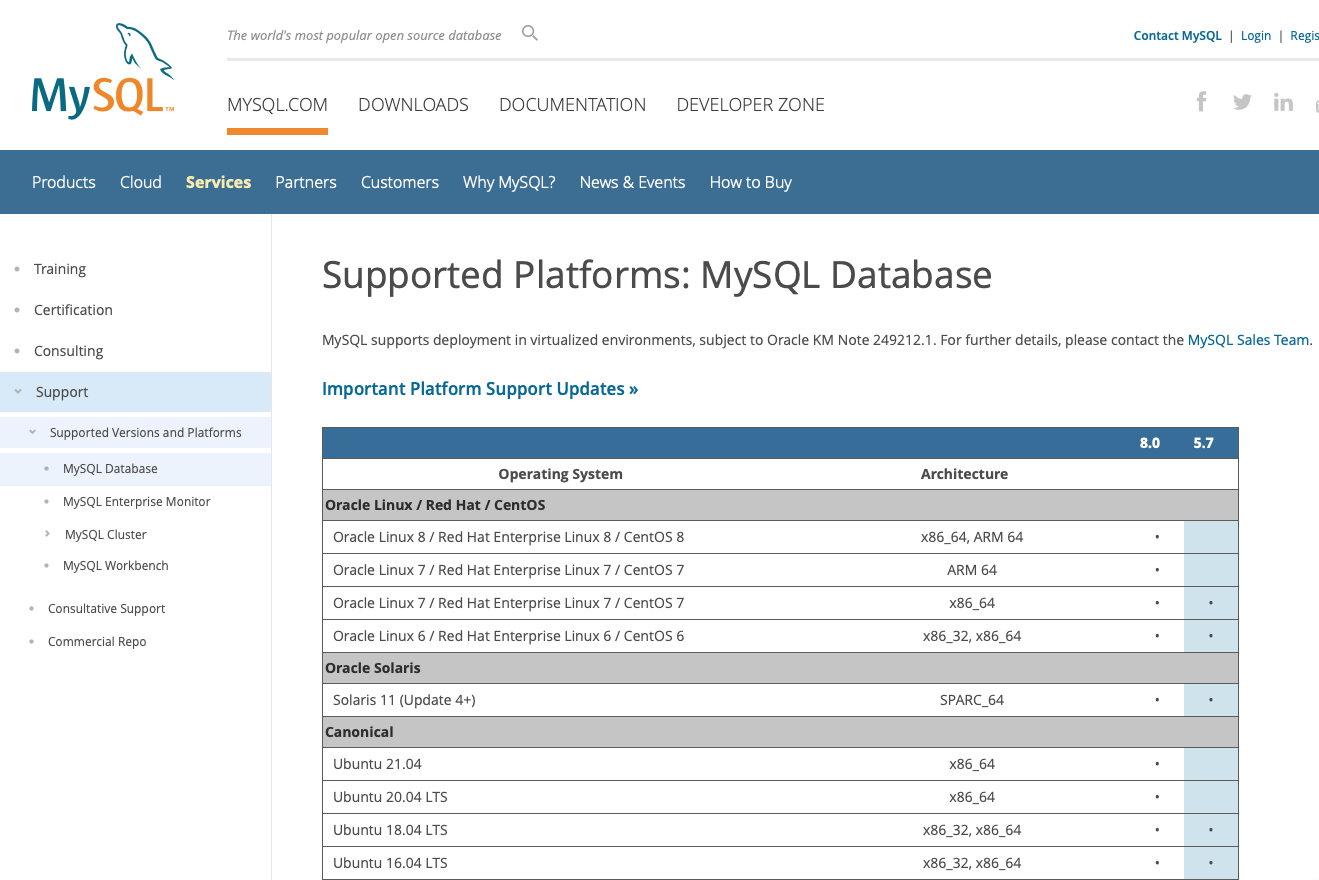 MySQL™
The world's most popular open source database
Contact MySQL | Login | Regis
MYSQL.COM DOWNLOADS DOCUMENTATION DEVELOPER ZONE
Products Cloud Services Partners Customers Why MySQL? News & Events How to Buy
Training
Certification
Consulting
Support
Supported Versions and Platforms
MySQL Database
MySQL Enterprise Monitor
MySQL Cluster
MySQL Workbench
Consultative Support
Commercial Repo
Supported Platforms: MySQL Database
MySQL supports deployment in virtualized environments, subject to Oracle KM Note 249212.1. For further details, please contact the MySQL Sales Team.
Important Platform Support Updates »
8.0 5.7
Operating System Architecture
Oracle Linux / Red Hat / CentOS
Oracle Linux 8 / Red Hat Enterprise Linux 8 / CentOS 8 x86_64, ARM 64 •
Oracle Linux 7 / Red Hat Enterprise Linux 7 / CentOS 7 ARM 64 •
Oracle Linux 7 / Red Hat Enterprise Linux 7 / CentOS 7 x86_64 • •
Oracle Linux 6 / Red Hat Enterprise Linux 6 / CentOS 6 x86_32, x86_64 • •
Oracle Solaris
Solaris 11 (Update 4+) SPARC_64 • •
Canonical
Ubuntu 21.04 x86_64 •
Ubuntu 20.04 LTS x86_64 •
Ubuntu 18.04 LTS x86_32, x86_64 • •
Ubuntu 16.04 LTS x86_32, x86_64 • •